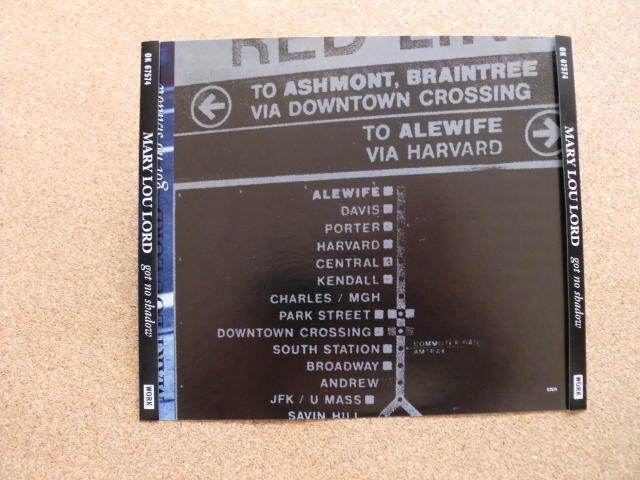 OK 67574
MARY LOU LORD got no shadow
WORK
RED LINE
TO ASHMONT, BRAINTREE
VIA DOWNTOWN CROSSING
TO ALEWIFE
VIA HARVARD
ALEWIFE
DAVIS
PORTER
HARVARD
CENTRAL
KENDALL
CHARLES / MGH
PARK STREET
DOWNTOWN CROSSING
SOUTH STATION
COMMUTER RAIL
AMTRAK
BROADWAY
ANDREW
JFK / U MASS
SAVIN HILL
OK 67574
MARY LOU LORD got no shadow
WORK